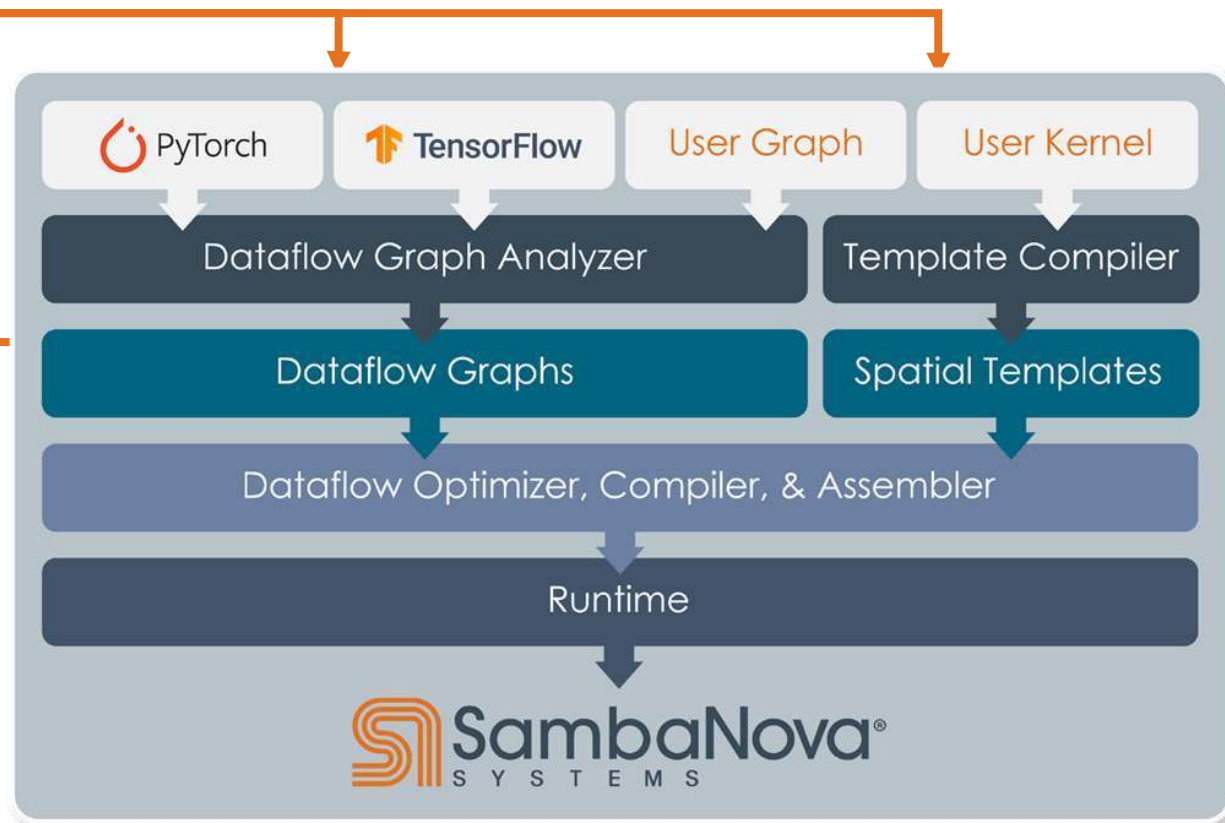 PyTorch
TensorFlow
User Graph
User Kernel
Dataflow Graph Analyzer
Template Compiler
Dataflow Graphs
Spatial Templates
Dataflow Optimizer, Compiler, & Assembler
Runtime
SambaNova®
SYSTEMS